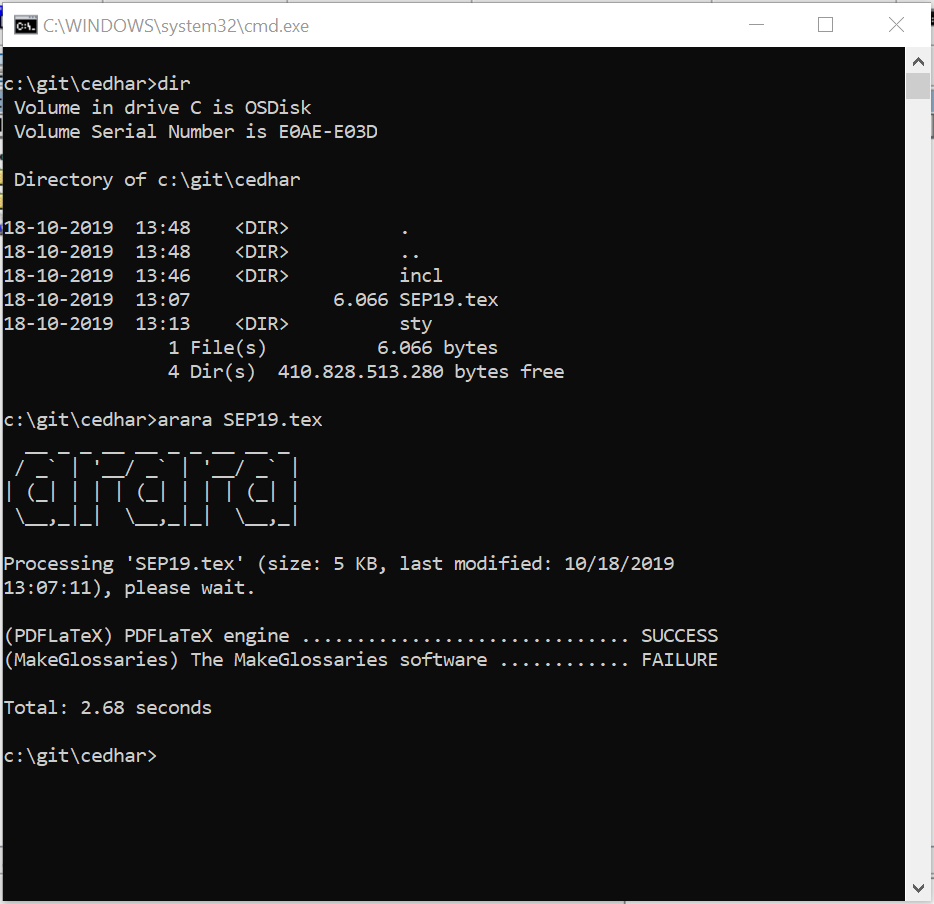 C:\WINDOWS\system32\cmd.exe
c:\git\cedhar>dir
 Volume in drive C is OSDisk
 Volume Serial Number is E0AE-E03D
 Directory of c:\git\cedhar
18-10-2019  13:48    <DIR>          .
18-10-2019  13:48    <DIR>          ..
18-10-2019  13:46    <DIR>          incl
18-10-2019  13:07             6.066 SEP19.tex
18-10-2019  13:13    <DIR>          sty
               1 File(s)          6.066 bytes
               4 Dir(s)  410.828.513.280 bytes free
c:\git\cedhar>arara SEP19.tex
arara
Processing 'SEP19.tex' (size: 5 KB, last modified: 10/18/2019
13:07:11), please wait.
(PDFLaTeX) PDFLaTeX engine .............................. SUCCESS
(MakeGlossaries) The MakeGlossaries software ............ FAILURE
Total: 2.68 seconds
c:\git\cedhar>